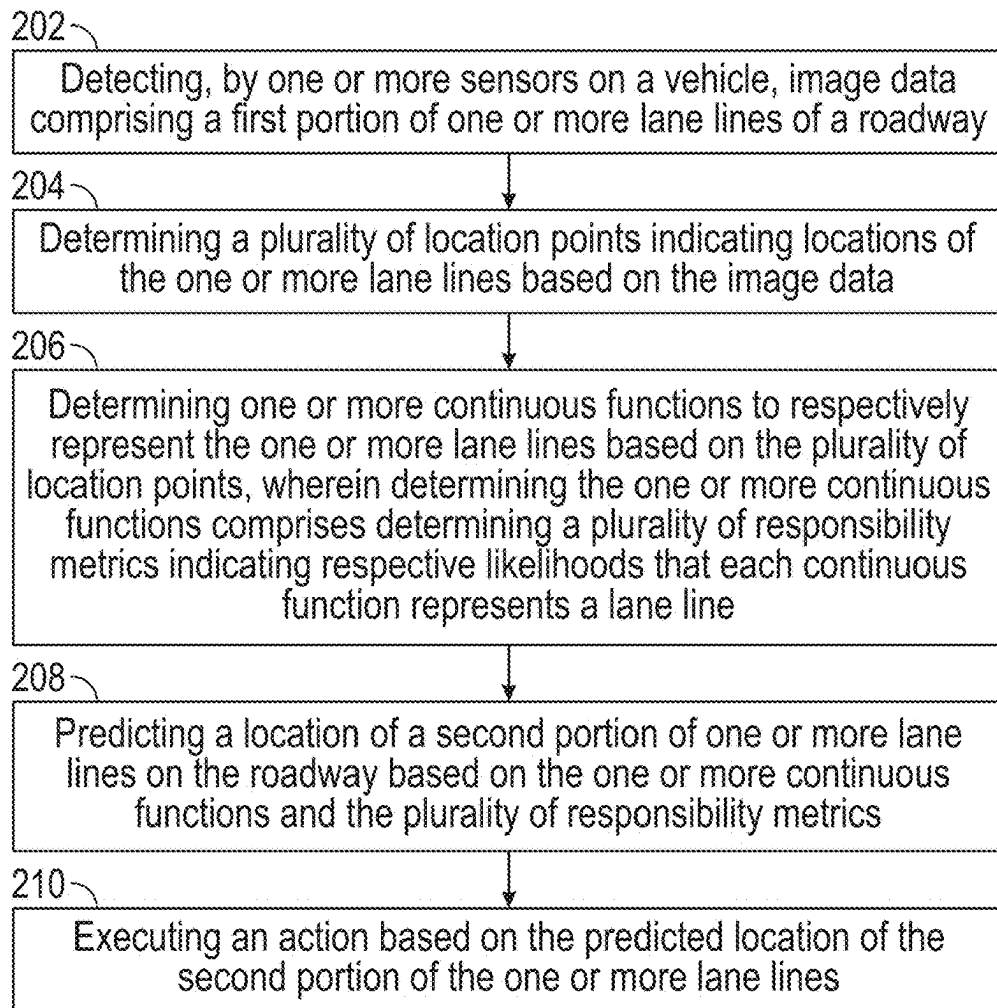 202
Detecting, by one or more sensors on a vehicle, image data
comprising a first portion of one or more lane lines of a roadway
204
Determining a plurality of location points indicating locations of
the one or more lane lines based on the image data
206
Determining one or more continuous functions to respectively
represent the one or more lane lines based on the plurality of
location points, wherein determining the one or more continuous
functions comprises determining a plurality of responsibility
metrics indicating respective likelihoods that each continuous
function represents a lane line
208
Predicting a location of a second portion of one or more lane
lines on the roadway based on the one or more continuous
functions and the plurality of responsibility metrics
210
Executing an action based on the predicted location of the
second portion of the one or more lane lines